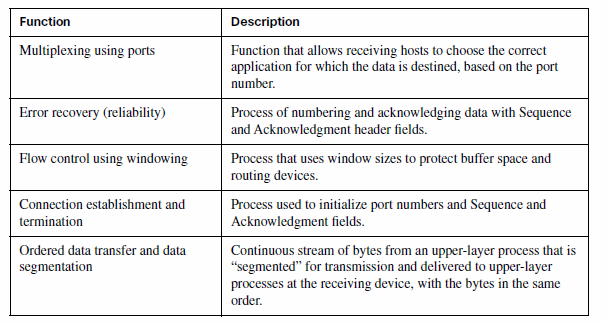 Function Description
Multiplexing using ports Function that allows receiving hosts to choose the correct
application for which the data is destined, based on the port
number.
Error recovery (reliability) Process of numbering and acknowledging data with Sequence
and Acknowledgment header fields.
Flow control using windowing Process that uses window sizes to protect buffer space and
routing devices.
Connection establishment and Process used to initialize port numbers and Sequence and
termination Acknowledgment fields.
Ordered data transfer and data Continuous stream of bytes from an upper-layer process that is
segmentation “segmented” for transmission and delivered to upper-layer
processes at the receiving device, with the bytes in the same
order.